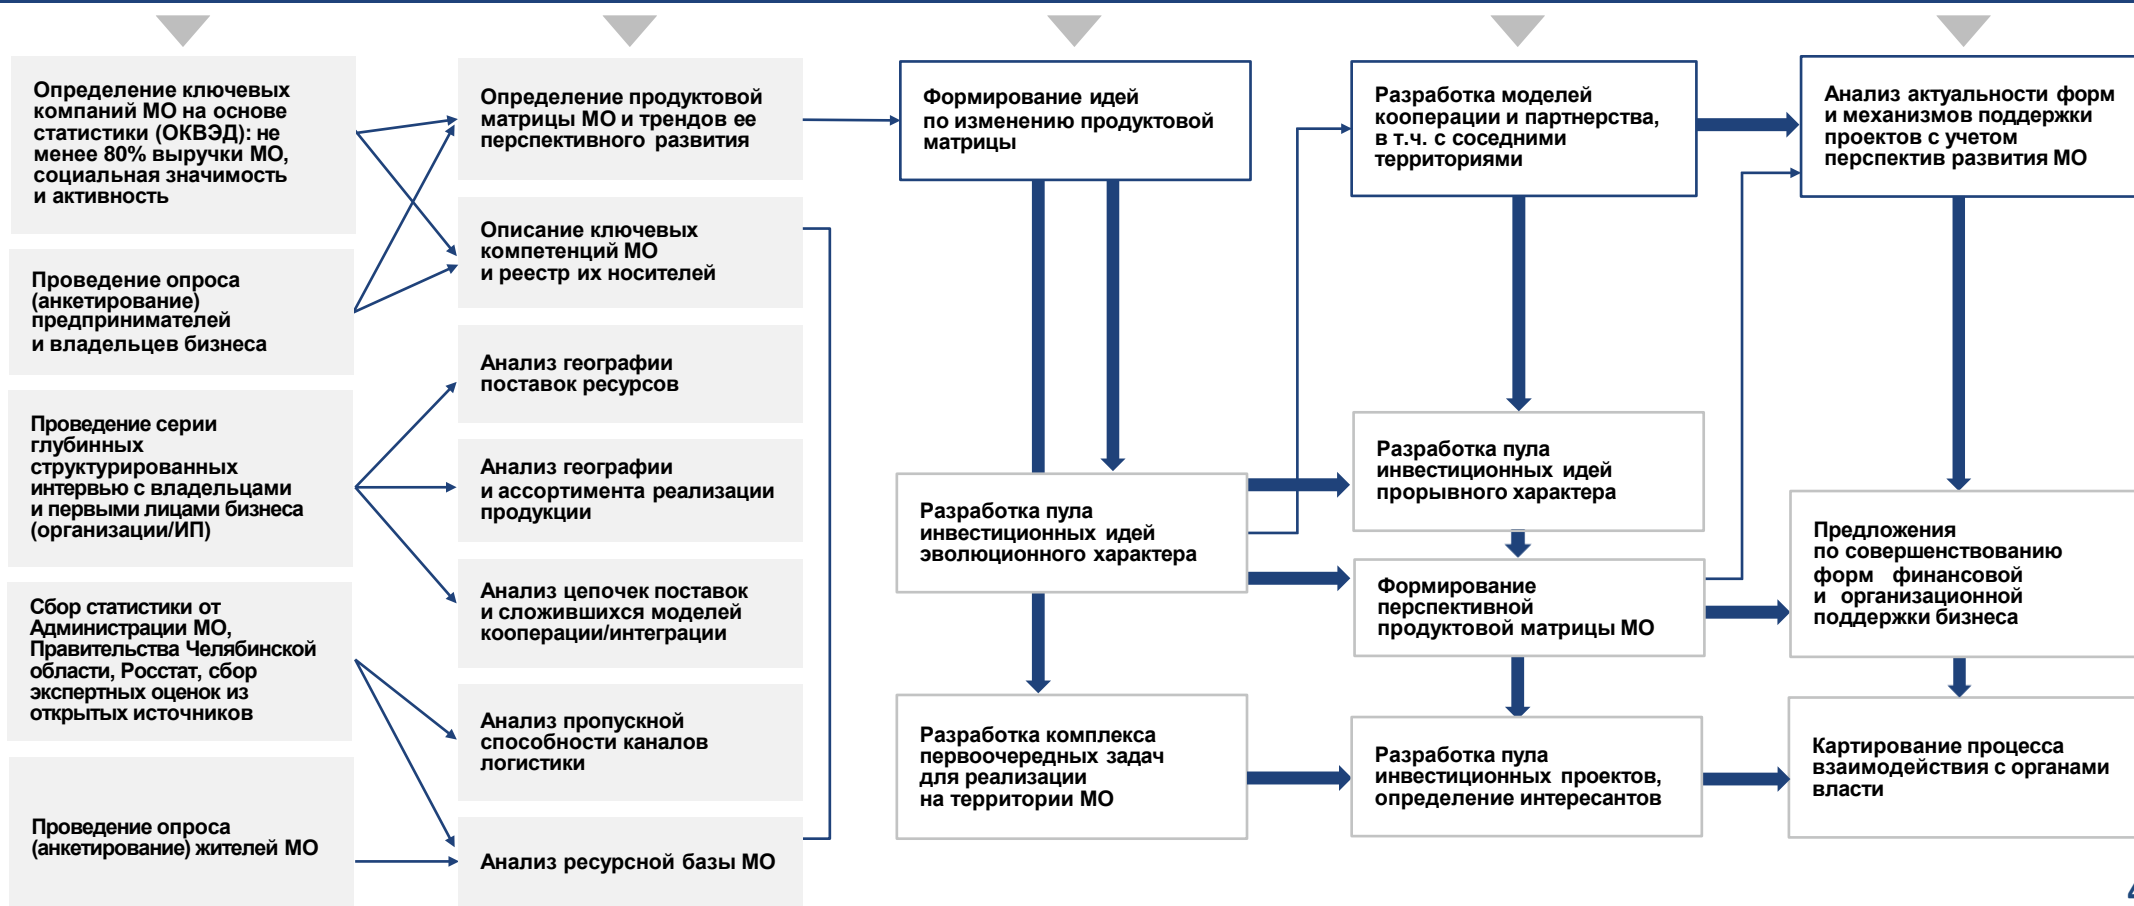 Определение ключевых
компаний МО на основе
статистики (ОКВЭД): не
менее 80% выручки МО,
социальная значимость
и активность
Проведение опроса
(анкетирование)
предпринимателей
и владельцев бизнеса
Проведение серии
глубинных
структурированных
интервью с владельцами
и первыми лицами бизнеса
(организации/ИП)
Сбор статистики от
Администрации МО,
Правительства Челябинской
области, Росстат, сбор
экспертных оценок из
открытых источников
Проведение опроса
(анкетирование) жителей МО
Определение продуктовой
матрицы МО и трендов ее
перспективного развития
Описание ключевых
компетенций МО
и реестр их носителей
Анализ географии
поставок ресурсов
Анализ географии
и ассортимента реализации
продукции
Анализ цепочек поставок
и сложившихся моделей
кооперации/интеграции
Анализ пропускной
способности каналов
логистики
Анализ ресурсной базы МО
Формирование идей
по изменению продуктовой
матрицы
Разработка пула
инвестиционных идей
эволюционного характера
Разработка комплекса
первоочередных задач
для реализации
на территории МО
Разработка моделей
кооперации и партнерства,
в т.ч. с соседними
территориями
Разработка пула
инвестиционных идей
прорывного характера
Формирование
перспективной
продуктовой матрицы МО
Разработка пула
инвестиционных проектов,
определение интересантов
Анализ актуальности форм
и механизмов поддержки
проектов с учетом
перспектив развития МО
Предложения
по совершенствованию
форм финансовой
и организационной
поддержки бизнеса
Картирование процесса
взаимодействия с органами
власти